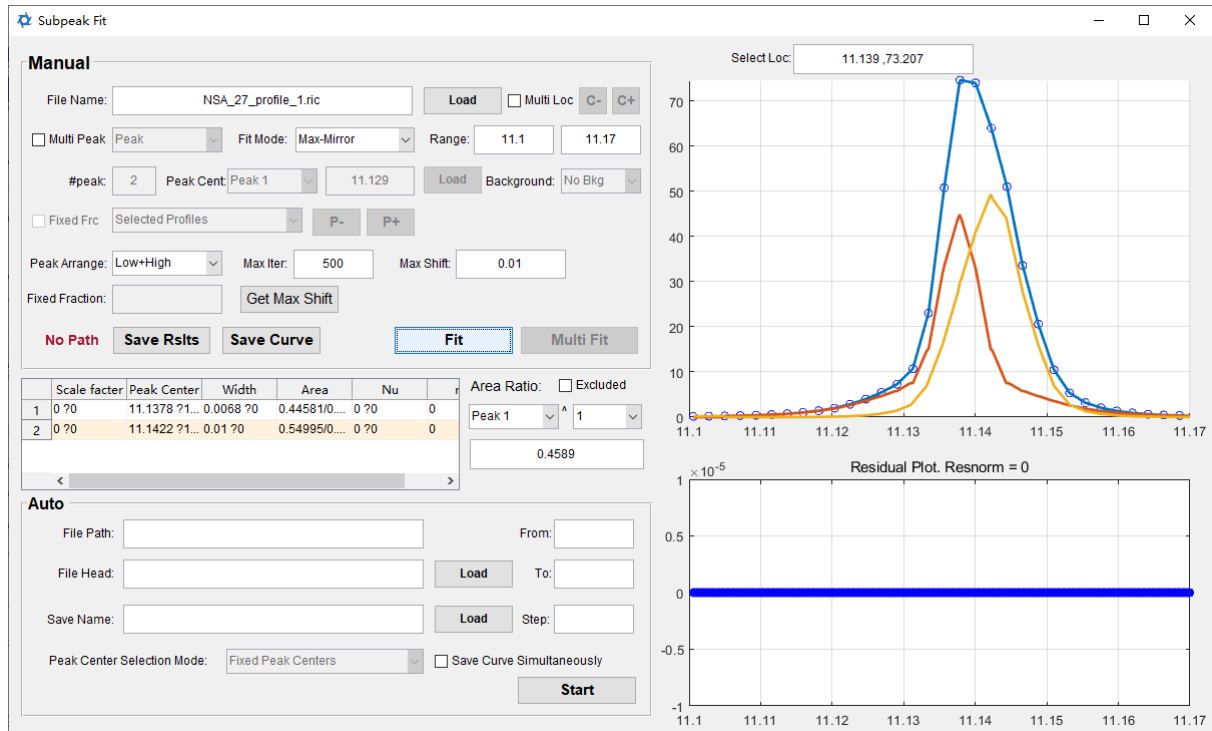 Subpeak Fit
Manual
File Name: NSA_27_profile_1.ric Load Multi Loc C- C+
Multi Peak Peak Fit Mode: Max-Mirror Range: 11.1 11.17
#peak: 2 Peak Cent Peak 1 11.129 Load Background: No Bkg
Fixed Frc Selected Profiles P- P+
Peak Arrange: Low+High Max Iter: 500 Max Shift: 0.01
Fixed Fraction: Get Max Shift
No Path Save Rslts Save Curve Fit Multi Fit
Scale facter Peak Center Width Area Nu r
1 0 ?0 11.1378 ?1... 0.0068 ?0 0.44581/0.... 0 ?0 0
2 0 ?0 11.1422 ?1... 0.01 ?0 0.54995/0.... 0 ?0 0
Area Ratio: Excluded
Peak 1 ^ 1
0.4589
Auto
File Path: From:
File Head: Load To:
Save Name: Load Step:
Peak Center Selection Mode: Fixed Peak Centers Save Curve Simultaneously
Start
Select Loc: 11.139 ,73.207
70
60
50
40
30
20
10
0
11.1 11.11 11.12 11.13 11.14 11.15 11.16 11.17
×10-5
Residual Plot. Resnorm = 0
1
0.5
0
-0.5
-1
11.1 11.11 11.12 11.13 11.14 11.15 11.16 11.17